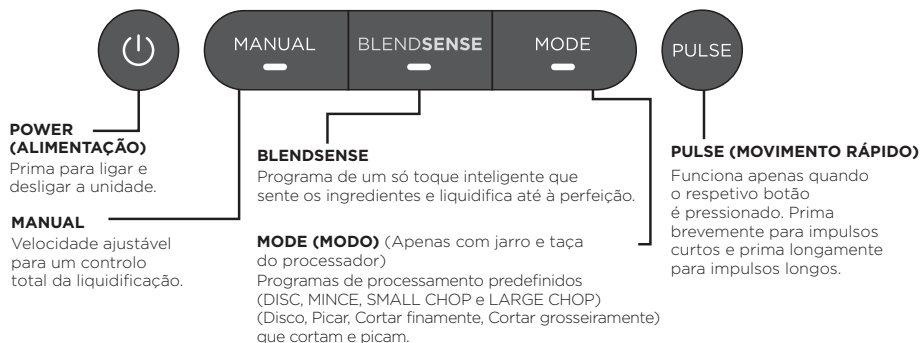 MANUAL
BLENDSENSE
MODE
PULSE
POWER
(ALIMENTAÇÃO)
Prima para ligar e
desligar a unidade.
MANUAL
Velocidade ajustável
para um controlo
total da liquidificação.
BLENDSENSE
Programa de um só toque inteligente que
sente os ingredientes e liquidifica até à perfeição.
MODE (MODO) (Apenas com jarro e taça
do processador)
Programas de processamento predefinidos
(DISC, MINCE, SMALL CHOP e LARGE CHOP)
(Disco, Picar, Cortar finamente, Cortar grosseiramente)
que cortam e picam.
PULSE (MOVIMENTO RÁPIDO)
Funciona apenas quando
o respetivo botão
é pressionado. Prima
brevemente para impulsos
curtos e prima longamente
para impulsos longos.